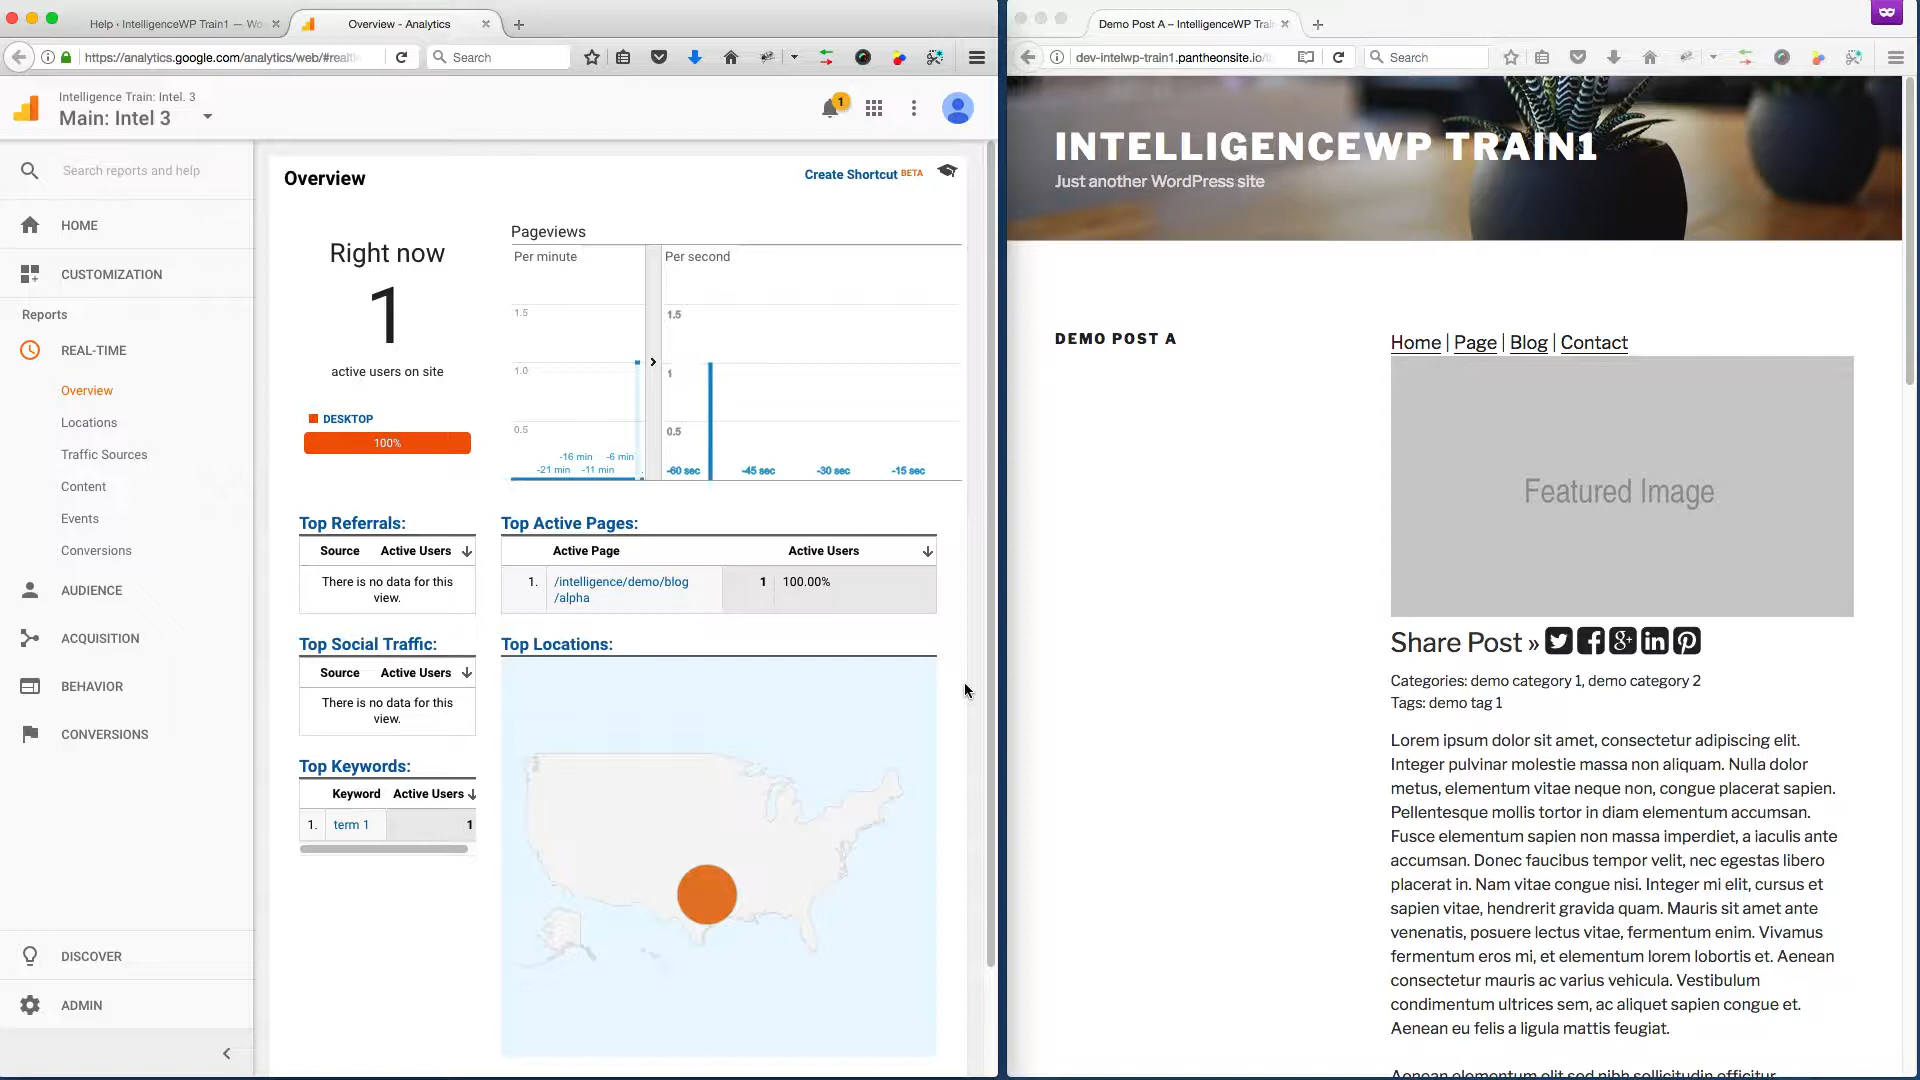 Help ‹ IntelligenceWP Train1 — Wo
Overview - Analytics
https://analytics.google.com/analytics/web/#realti
Search
Intelligence Train: Intel. 3
Main: Intel 3
1
Search reports and help
HOME
CUSTOMIZATION
Reports
REAL-TIME
Overview
Locations
Traffic Sources
Content
Events
Conversions
AUDIENCE
ACQUISITION
BEHAVIOR
CONVERSIONS
DISCOVER
ADMIN
Overview
Create Shortcut BETA
Right now
1
active users on site
DESKTOP
100%
Pageviews
Per minute
Per second
1.5
1.0
0.5
-16 min -6 min
-21 min -11 min
1.5
1
0.5
-60 sec -45 sec -30 sec -15 sec
Top Referrals:
Source Active Users
There is no data for this
view.
Top Active Pages:
Active Page Active Users
1. /intelligence/demo/blog 1 100.00%
/alpha
Top Social Traffic:
Source Active Users
There is no data for this
view.
Top Locations:
Top Keywords:
Keyword Active Users
1. term 1 1
Demo Post A – IntelligenceWP Trai
dev-intelwp-train1.pantheonsite.io/
Search
INTELLIGENCEWP TRAIN1
Just another WordPress site
DEMO POST A
Home | Page | Blog | Contact
Featured Image
Share Post »
Categories: demo category 1, demo category 2
Tags: demo tag 1
Lorem ipsum dolor sit amet, consectetur adipiscing elit.
Integer pulvinar molestie massa non aliquam. Nulla dolor
metus, elementum vitae neque non, congue placerat sapien.
Pellentesque mollis tortor in diam elementum accumsan.
Fusce elementum sapien non massa imperdiet, a iaculis ante
accumsan. Donec faucibus tempor velit, nec egestas libero
placerat in. Nam vitae congue nisi. Integer mi elit, cursus et
sapien vitae, hendrerit gravida quam. Mauris sit amet ante
venenatis, posuere lectus vitae, fermentum enim. Vivamus
fermentum eros mi, et elementum lorem lobortis et. Aenean
consectetur mauris ac varius vehicula. Vestibulum
condimentum ultrices sem, ac aliquet sapien congue et.
Aenean eu felis a ligula mattis feugiat.
Aenean elementum elit sed nibh sollicitudin efficitur